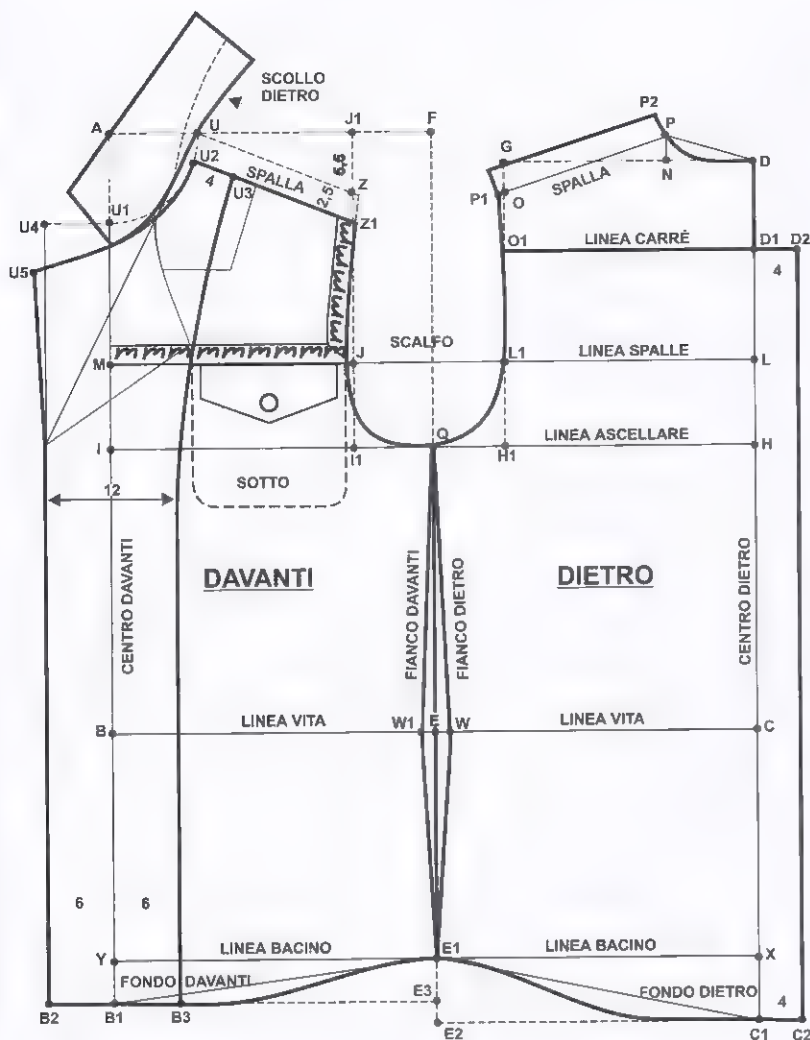 SCOLLO
DIETRO
A
U
J1
F
P2
P
G
U2
5,5
4
SPALLA
Z
2,5
U3
N
D
SPALLA
P1
O
U4
U1
Z1
O1
LINEA CARRÉ
D1
D2
4
U5
SCALFO
M
J
L1
LINEA SPALLE
L
Q
LINEA ASCELLARE
I
I1
H1
H
SOTTO
12
DAVANTI
DIETRO
CENTRO DAVANTI
FIANCO DAVANTI
FIANCO DIETRO
CENTRO DIETRO
B
LINEA VITA
W1
E
W
LINEA VITA
C
6
6
Y
LINEA BACINO
E1
LINEA BACINO
X
FONDO DAVANTI
FONDO DIETRO
4
B2
B1
B3
E3
E2
C1
C2